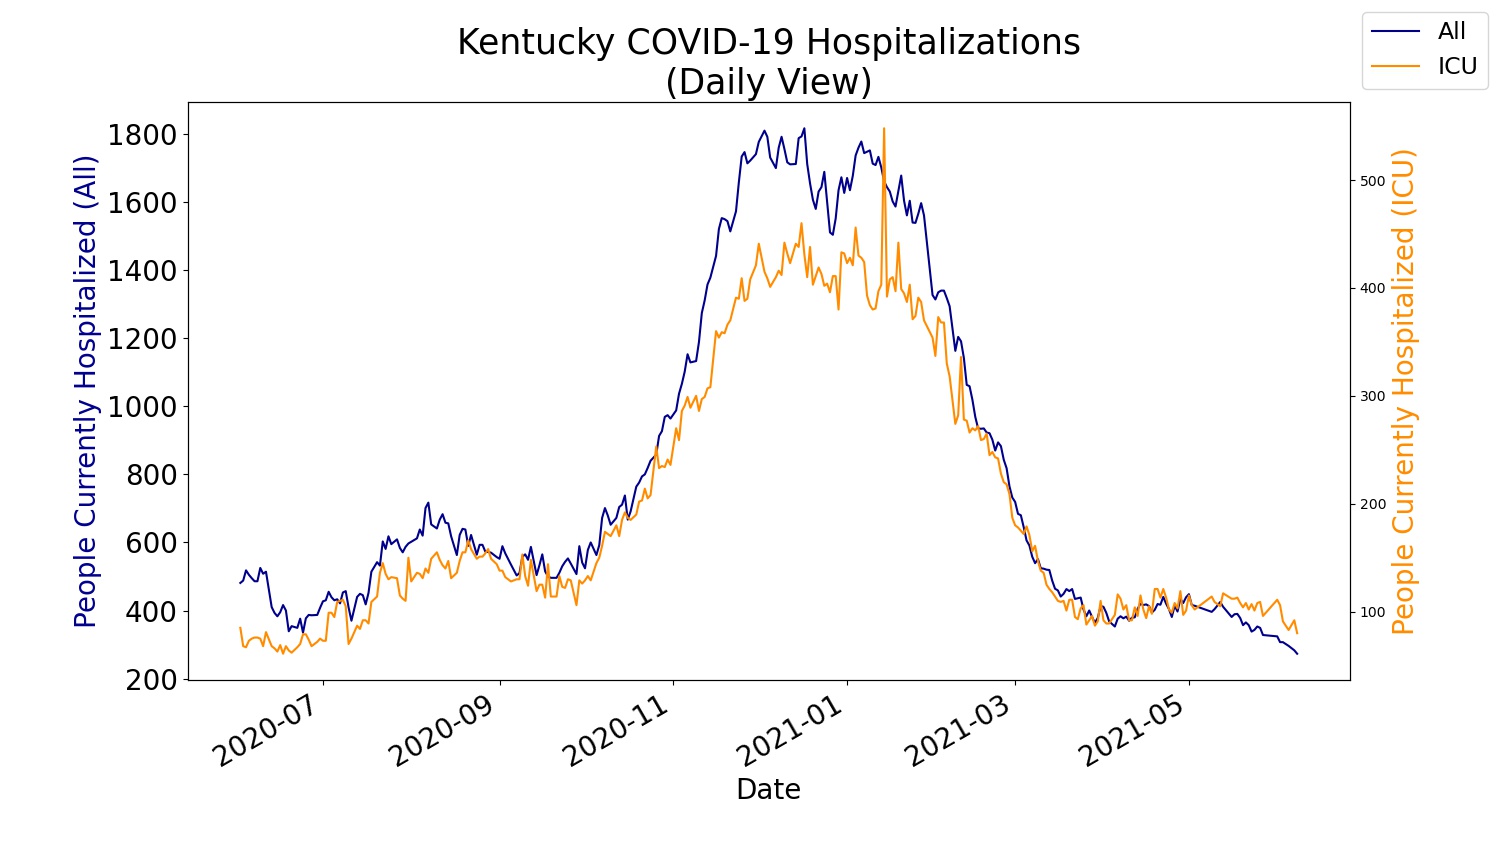 Kentucky COVID-19 Hospitalizations
(Daily View)
All
ICU
People Currently Hospitalized (All)
1800
1600
1400
1200
1000
800
600
400
200
500
400
300
200
100
People Currently Hospitalized (ICU)
2020-07
2020-09
2020-11
2021-01
2021-03
2021-05
Date